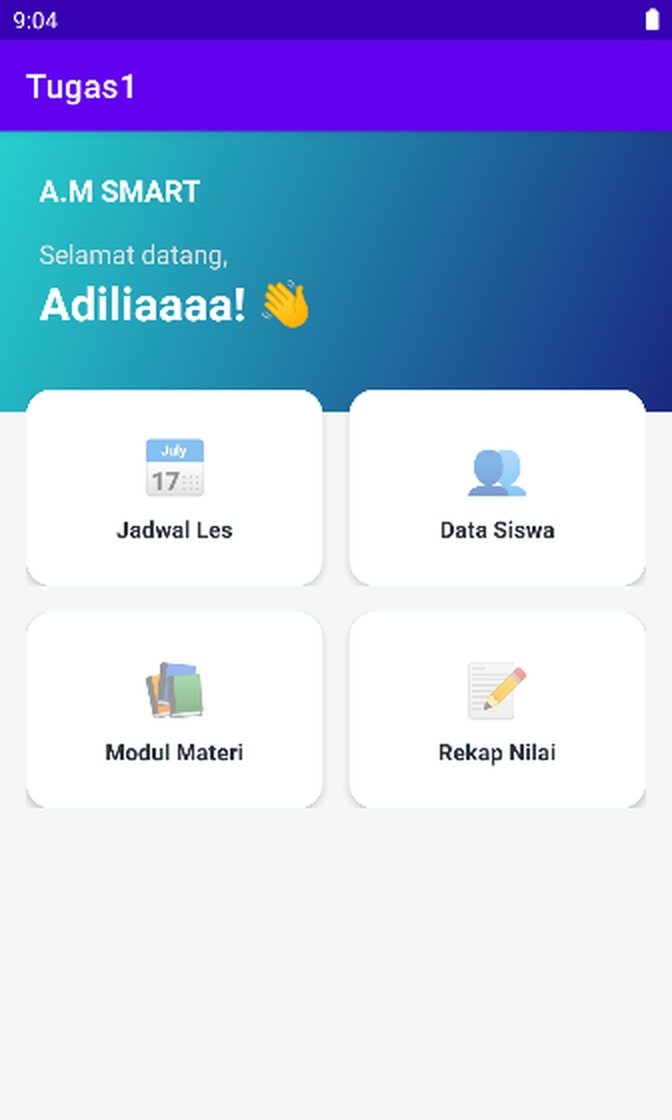 9:04
Tugas1
A.M SMART
Selamat datang,
Adiliaaaa! 👋
July
17
Jadwal Les
Data Siswa
Modul Materi
Rekap Nilai